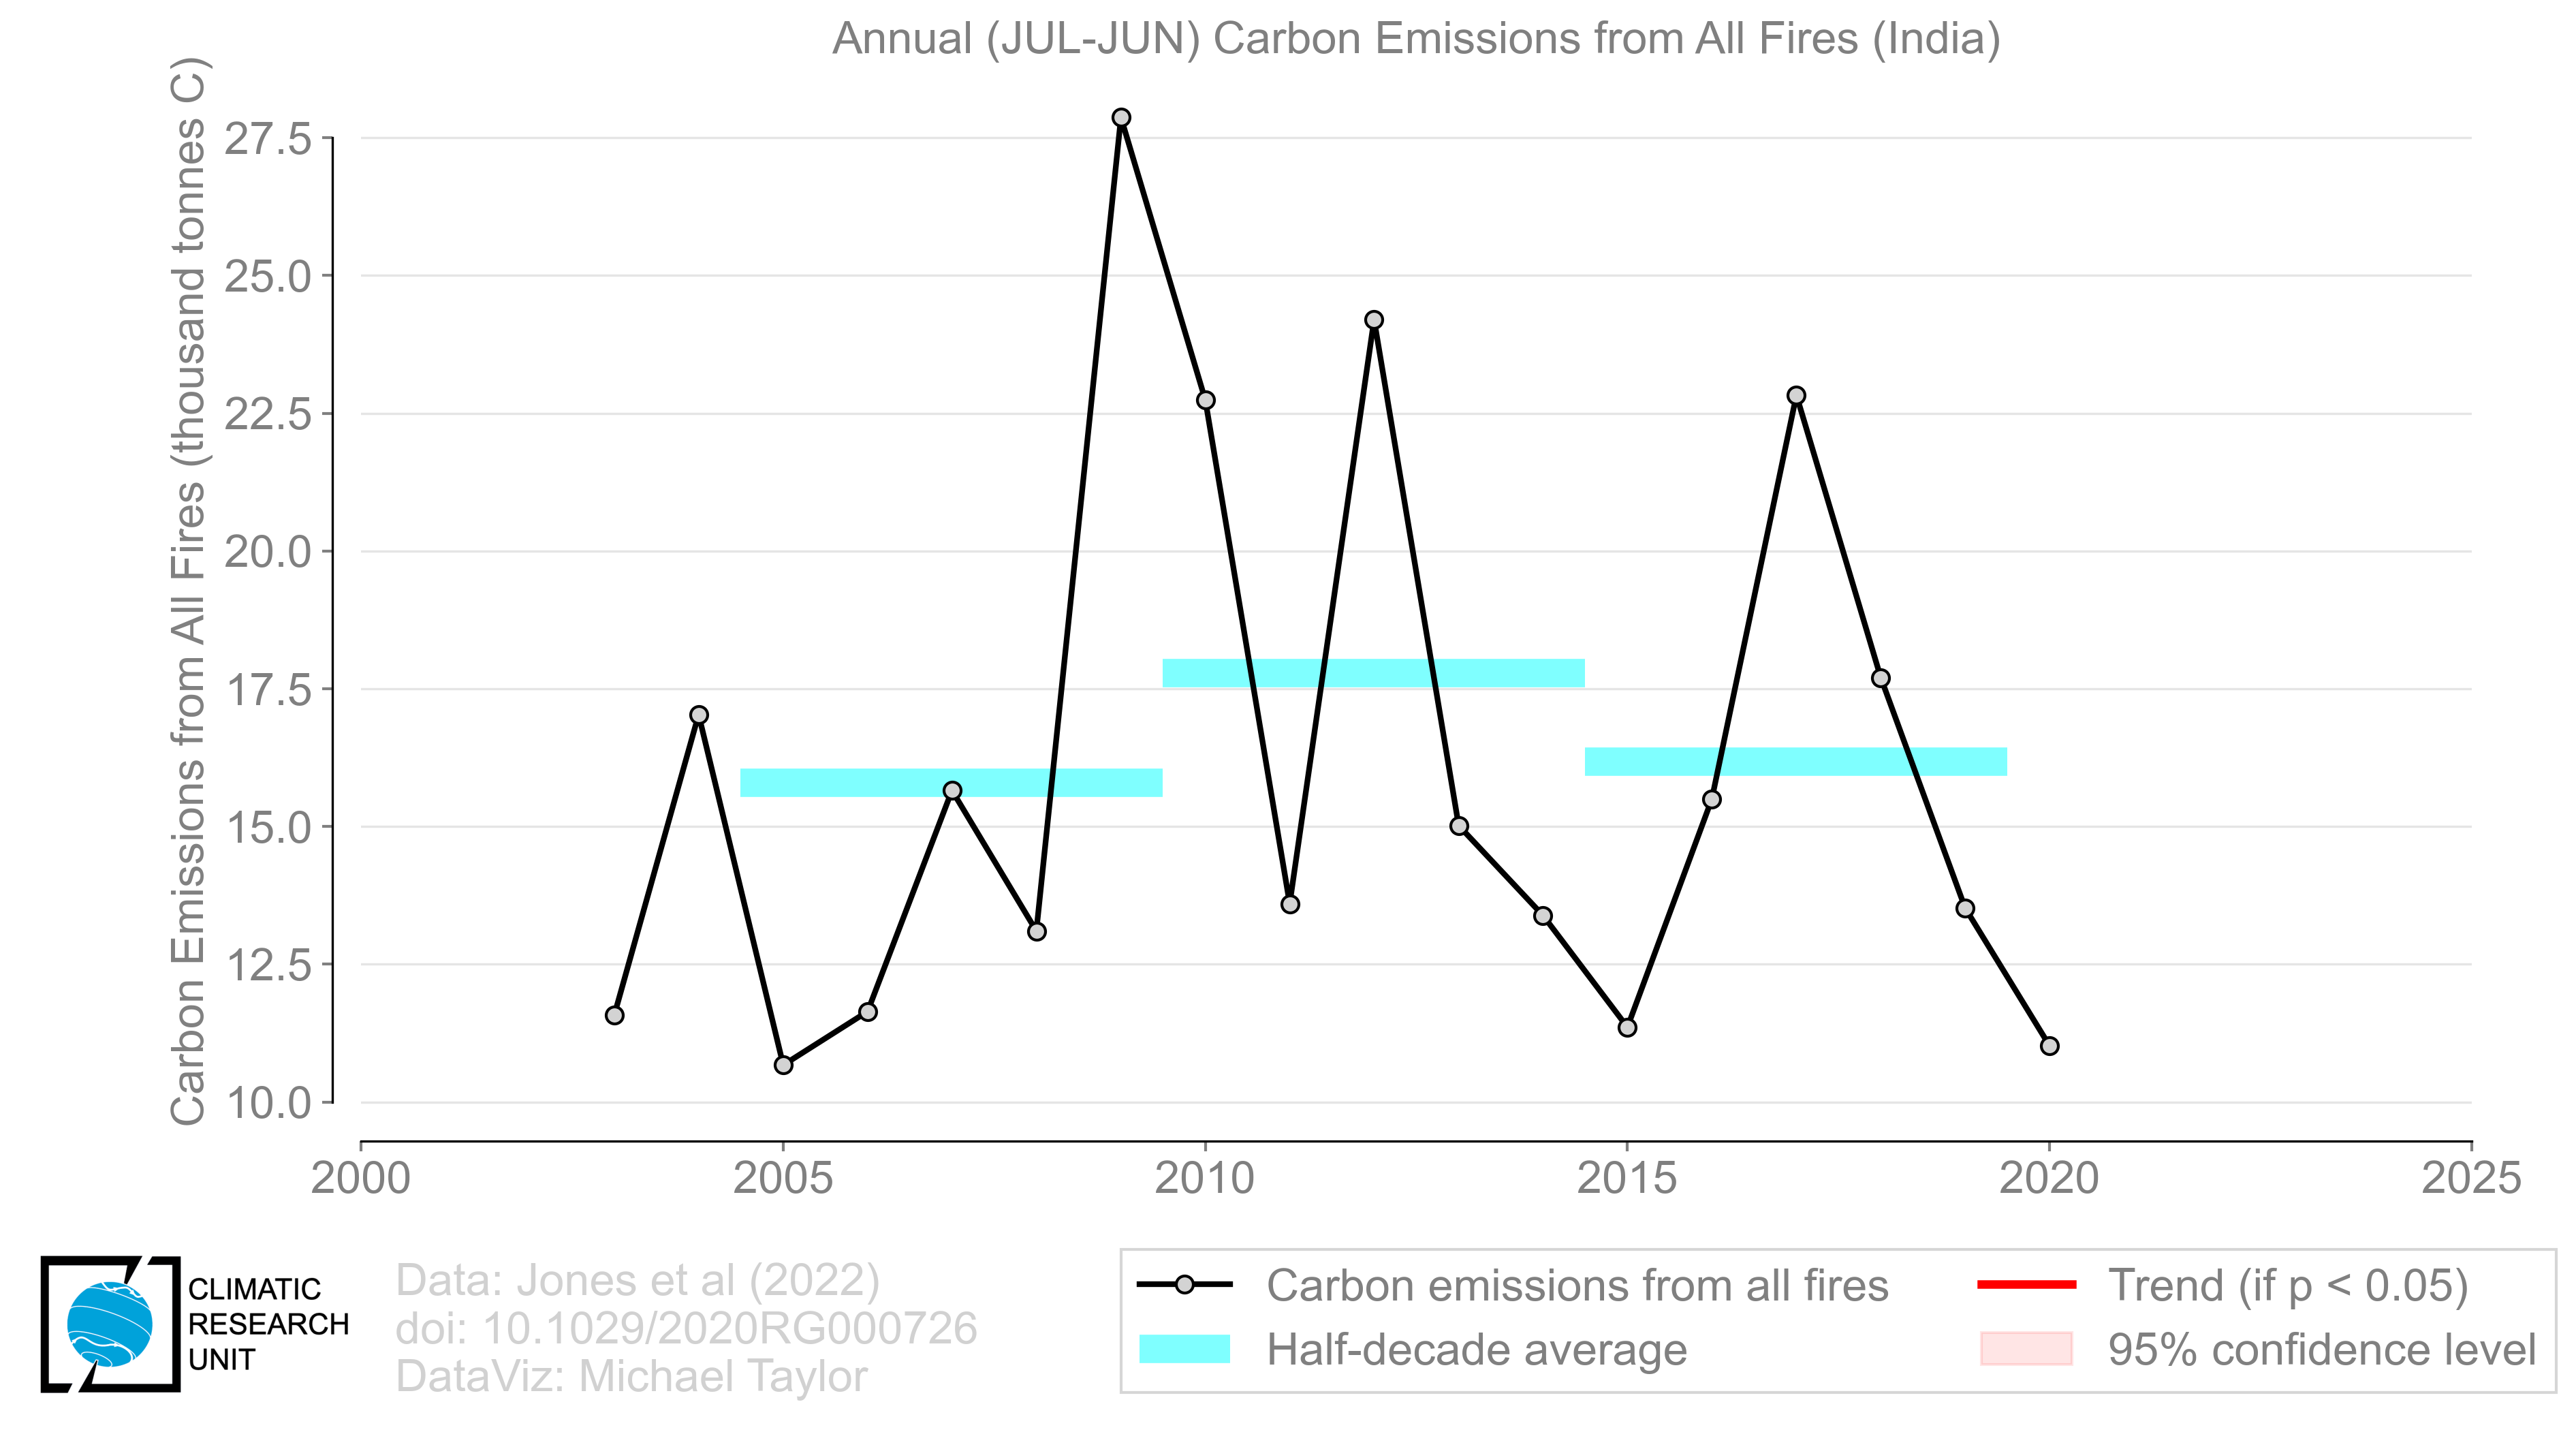 Annual (JUL-JUN) Carbon Emissions from All Fires (India)
Carbon Emissions from All Fires (thousand tonnes C)
27.5
25.0
22.5
20.0
17.5
15.0
12.5
10.0
2000 2005 2010 2015 2020 2025
CLIMATIC
RESEARCH
UNIT
Data: Jones et al (2022)
doi: 10.1029/2020RG000726
DataViz: Michael Taylor
Carbon emissions from all fires
Half-decade average
Trend (if p < 0.05)
95% confidence level